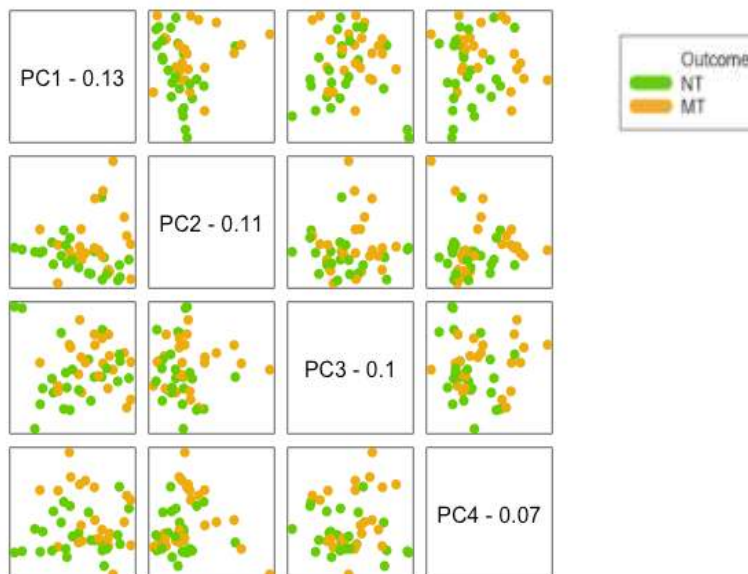 PC1 - 0.13
Outcome
NT
MT
PC2 - 0.11
PC3 - 0.1
PC4 - 0.07